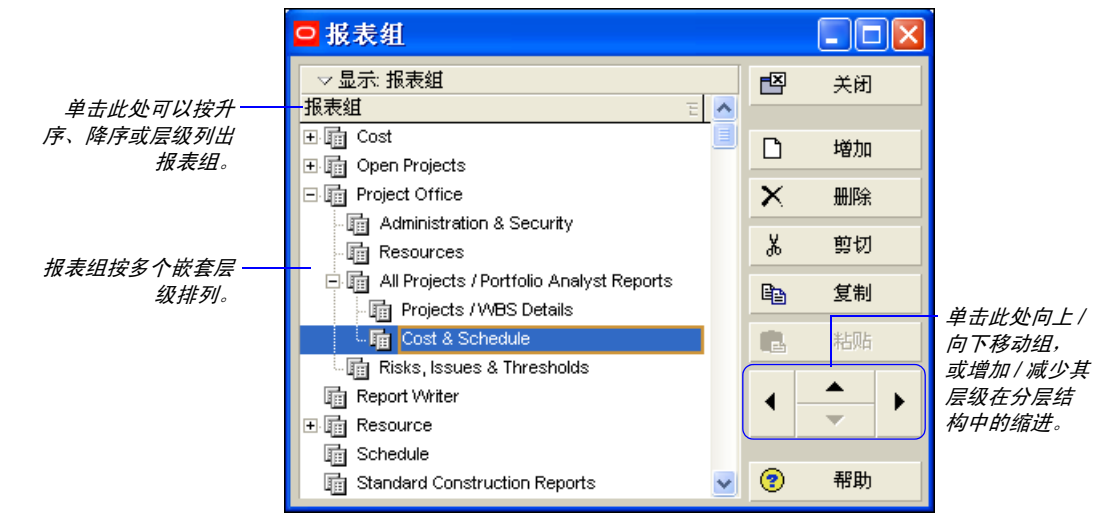 报表组
显示: 报表组
报表组
Cost
Open Projects
Project Office
Administration & Security
Resources
All Projects / Portfolio Analyst Reports
Projects / WBS Details
Cost & Schedule
Risks, Issues & Thresholds
Report Writer
Resource
Schedule
Standard Construction Reports
关闭
增加
删除
剪切
复制
粘贴
帮助
单击此处可以按升
序、降序或层级列出
报表组。
报表组按多个嵌套层
级排列。
单击此处向上 /
向下移动组，
或增加 / 减少其
层级在分层结
构中的缩进。